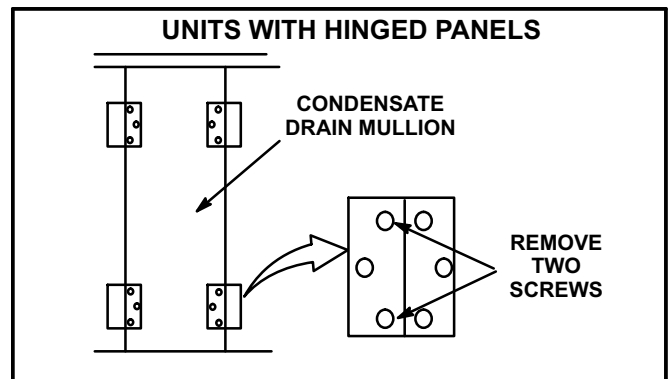 UNITS WITH HINGED PANELS
CONDENSATE
DRAIN MULLION
REMOVE
TWO
SCREWS